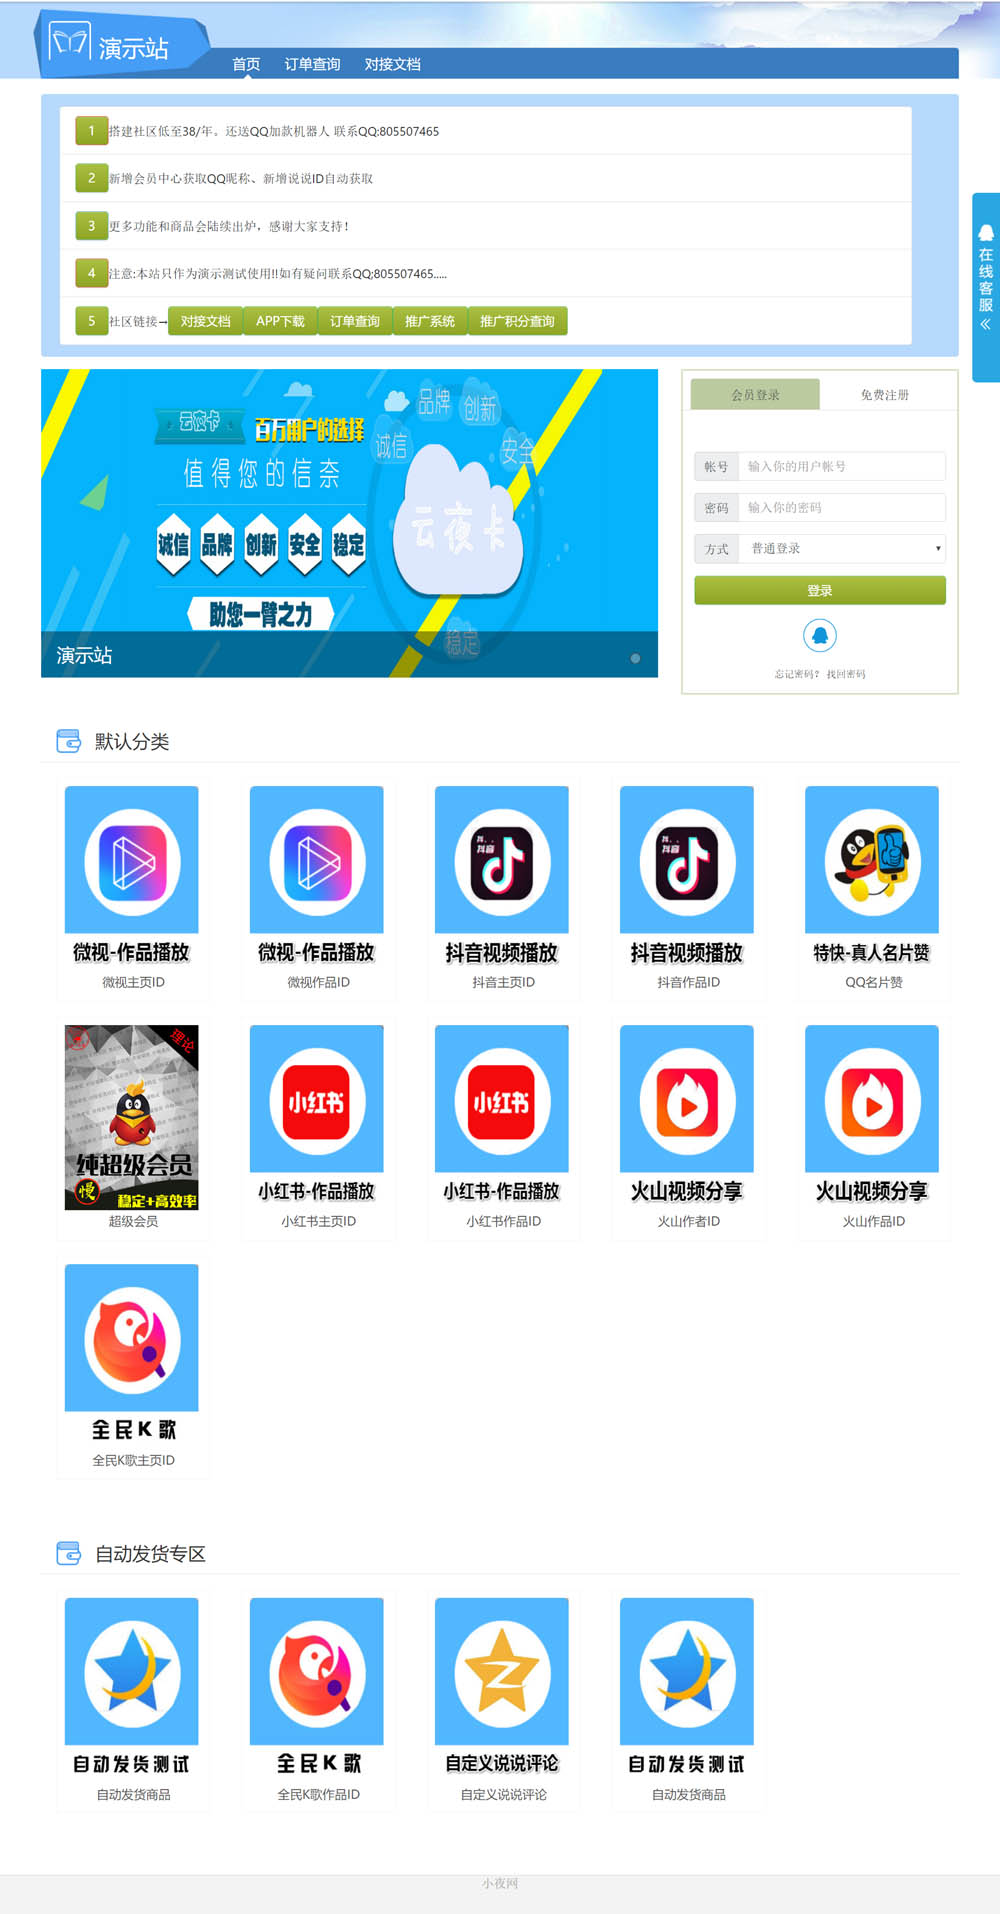 演示站
首页 订单查询 对接文档
1 搭建社区低至38/年。还送QQ加款机器人 联系QQ:805507465
2 新增会员中心获取QQ昵称、新增说说ID自动获取
3 更多功能和商品会陆续出炉，感谢大家支持！
4 注意:本站只作为演示测试使用!!如有疑问联系QQ;805507465.....
5 社区链接→ 对接文档 APP下载 订单查询 推广系统 推广积分查询
在线客服
云夜卡 百万用户的选择
值得您的信奈
诚信 品牌 创新 安全 稳定
助您一臂之力
品牌 创新
诚信 安全
云夜卡
稳定
演示站
会员登录 免费注册
帐号 输入你的用户帐号
密码 输入你的密码
方式 普通登录
登录
忘记密码？ 找回密码
默认分类
抖音 抖音
微视-作品播放 微视-作品播放 抖音视频播放 抖音视频播放 特快-真人名片赞
微视主页ID 微视作品ID 抖音主页ID 抖音作品ID QQ名片赞
理论
小红书 小红书
纯超级会员
慢 稳定+高效率
小红书-作品播放 小红书-作品播放 火山视频分享 火山视频分享
超级会员 小红书主页ID 小红书作品ID 火山作者ID 火山作品ID
全民K歌
全民K歌主页ID
自动发货专区
自动发货测试 全民K歌 自定义说说评论 自动发货测试
自动发货商品 全民K歌作品ID 自定义说说评论 自动发货商品
小夜网